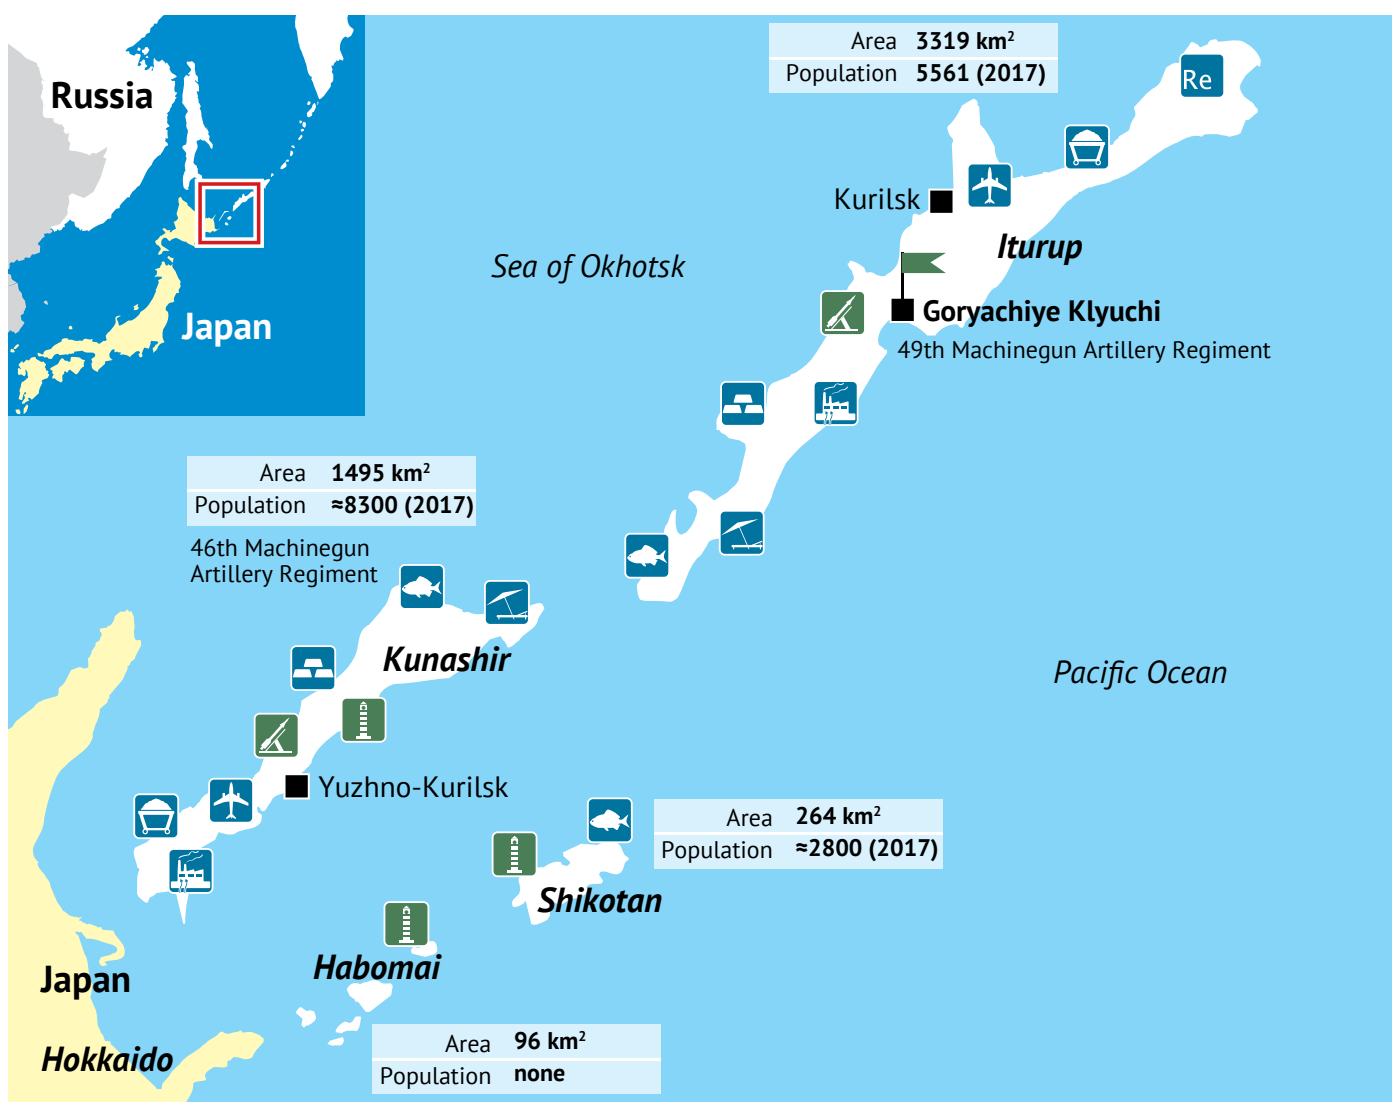 Russia
Japan
Area 3319 km²
Population 5561 (2017)
Re
Kurilsk
Iturup
Sea of Okhotsk
Goryachiye Klyuchi
49th Machinegun Artillery Regiment
Area 1495 km²
Population ≈8300 (2017)
46th Machinegun
Artillery Regiment
Kunashir
Pacific Ocean
Yuzhno-Kurilsk
Area 264 km²
Population ≈2800 (2017)
Shikotan
Habomai
Japan
Hokkaido
Area 96 km²
Population none